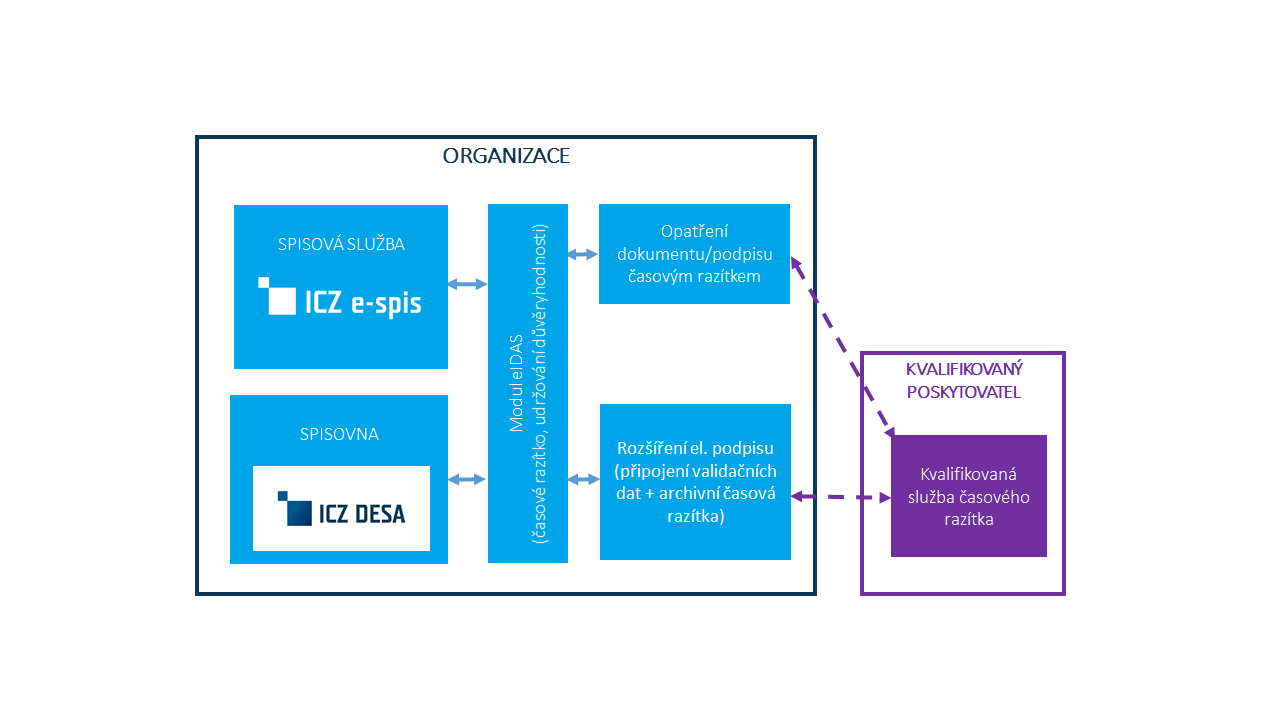 ORGANIZACE
SPISOVÁ SLUŽBA
ICZ e-spis
SPISOVNA
ICZ DESA
Modul eIDAS
(časové razítko, udržování důvěryhodnosti)
Opatření
dokumentu/podpisu
časovým razítkem
Rozšíření el. podpisu
(připojení validačních
dat + archivní časová
razítka)
KVALIFIKOVANÝ
POSKYTOVATEL
Kvalifikovaná
služba časového
razítka